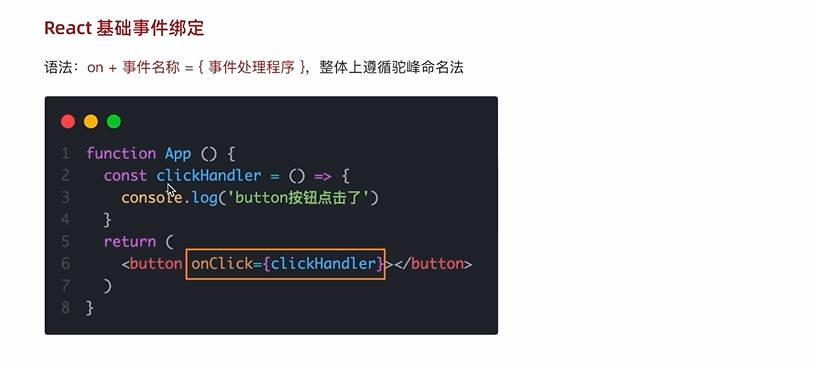 React 基础事件绑定
语法：on + 事件名称 = { 事件处理程序 }，整体上遵循驼峰命名法
1 function App () {
2 const clickHandler = () => {
3 console.log('button按钮点击了')
4 }
5 return (
6 <button onClick={clickHandler}></button>
7 )
8 }